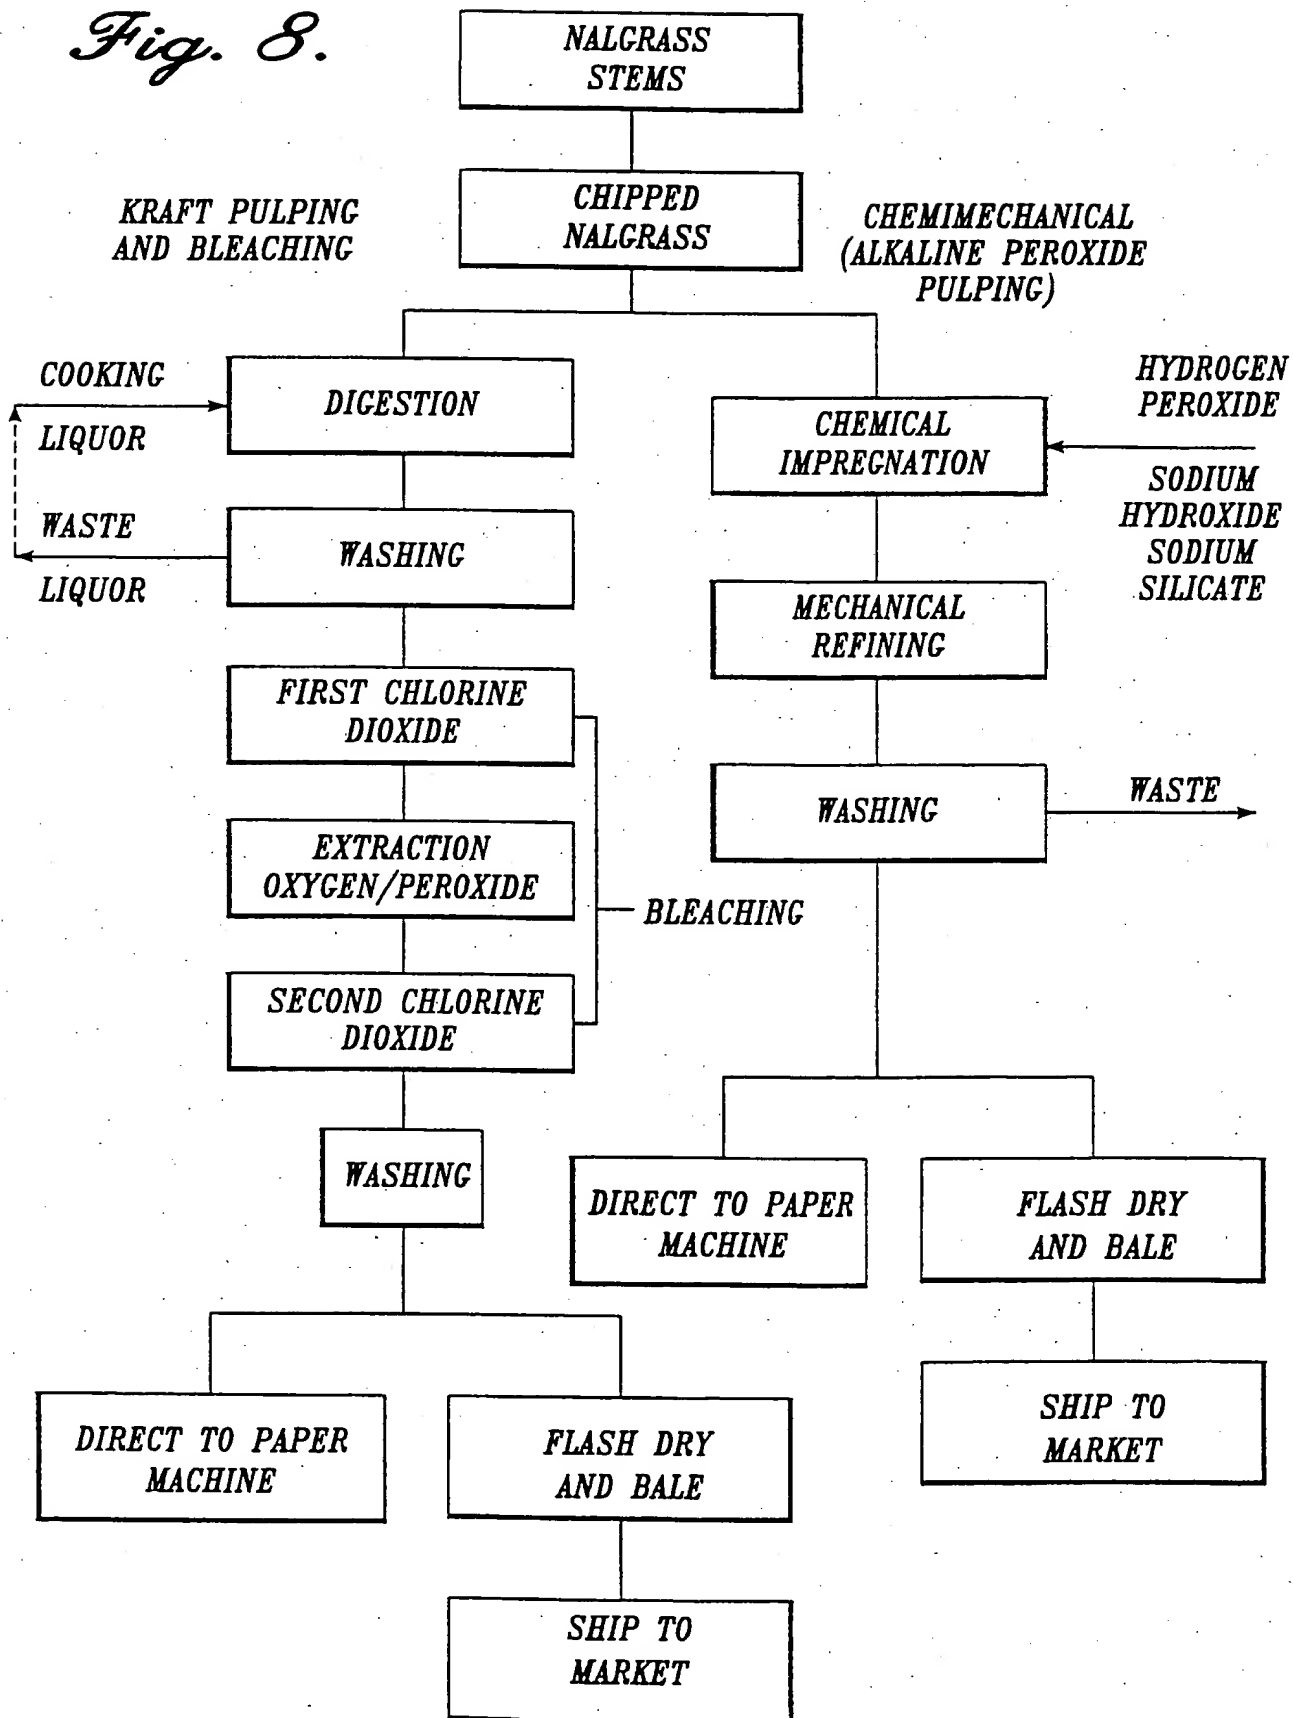 Fig. 8.
NALGRASS
STEMS
CHIPPED
NALGRASS
KRAFT PULPING
AND BLEACHING
CHEMIMECHANICAL
(ALKALINE PEROXIDE
PULPING)
COOKING
LIQUOR
DIGESTION
WASTE
LIQUOR
WASHING
FIRST CHLORINE
DIOXIDE
EXTRACTION
OXYGEN/PEROXIDE
SECOND CHLORINE
DIOXIDE
BLEACHING
WASHING
DIRECT TO PAPER
MACHINE
FLASH DRY
AND BALE
SHIP TO
MARKET
HYDROGEN
PEROXIDE
SODIUM
HYDROXIDE
SODIUM
SILICATE
CHEMICAL
IMPREGNATION
MECHANICAL
REFINING
WASHING
WASTE
DIRECT TO PAPER
MACHINE
FLASH DRY
AND BALE
SHIP TO
MARKET